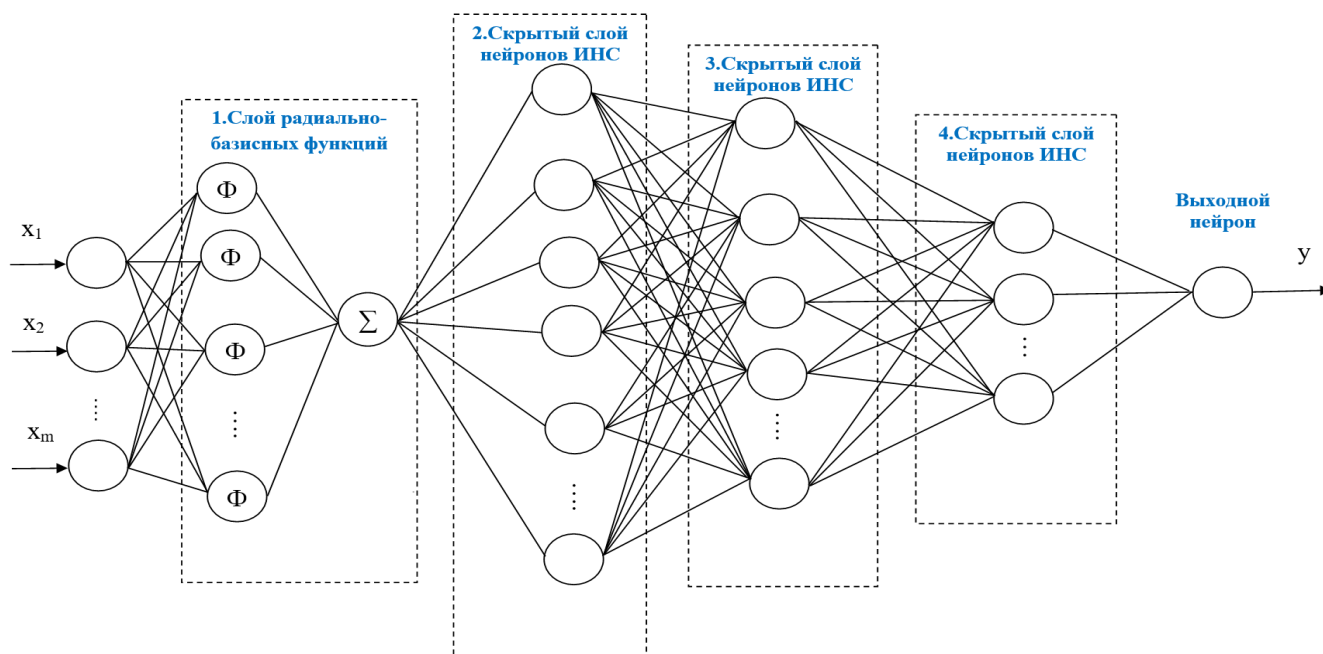 2.Скрытый слой
нейронов ИНС
3.Скрытый слой
нейронов ИНС
1.Слой радиально-
базисных функций
4.Скрытый слой
нейронов ИНС
Выходной
нейрон
x1
x2
xm
Ф
Ф
Ф
Ф
Σ
y